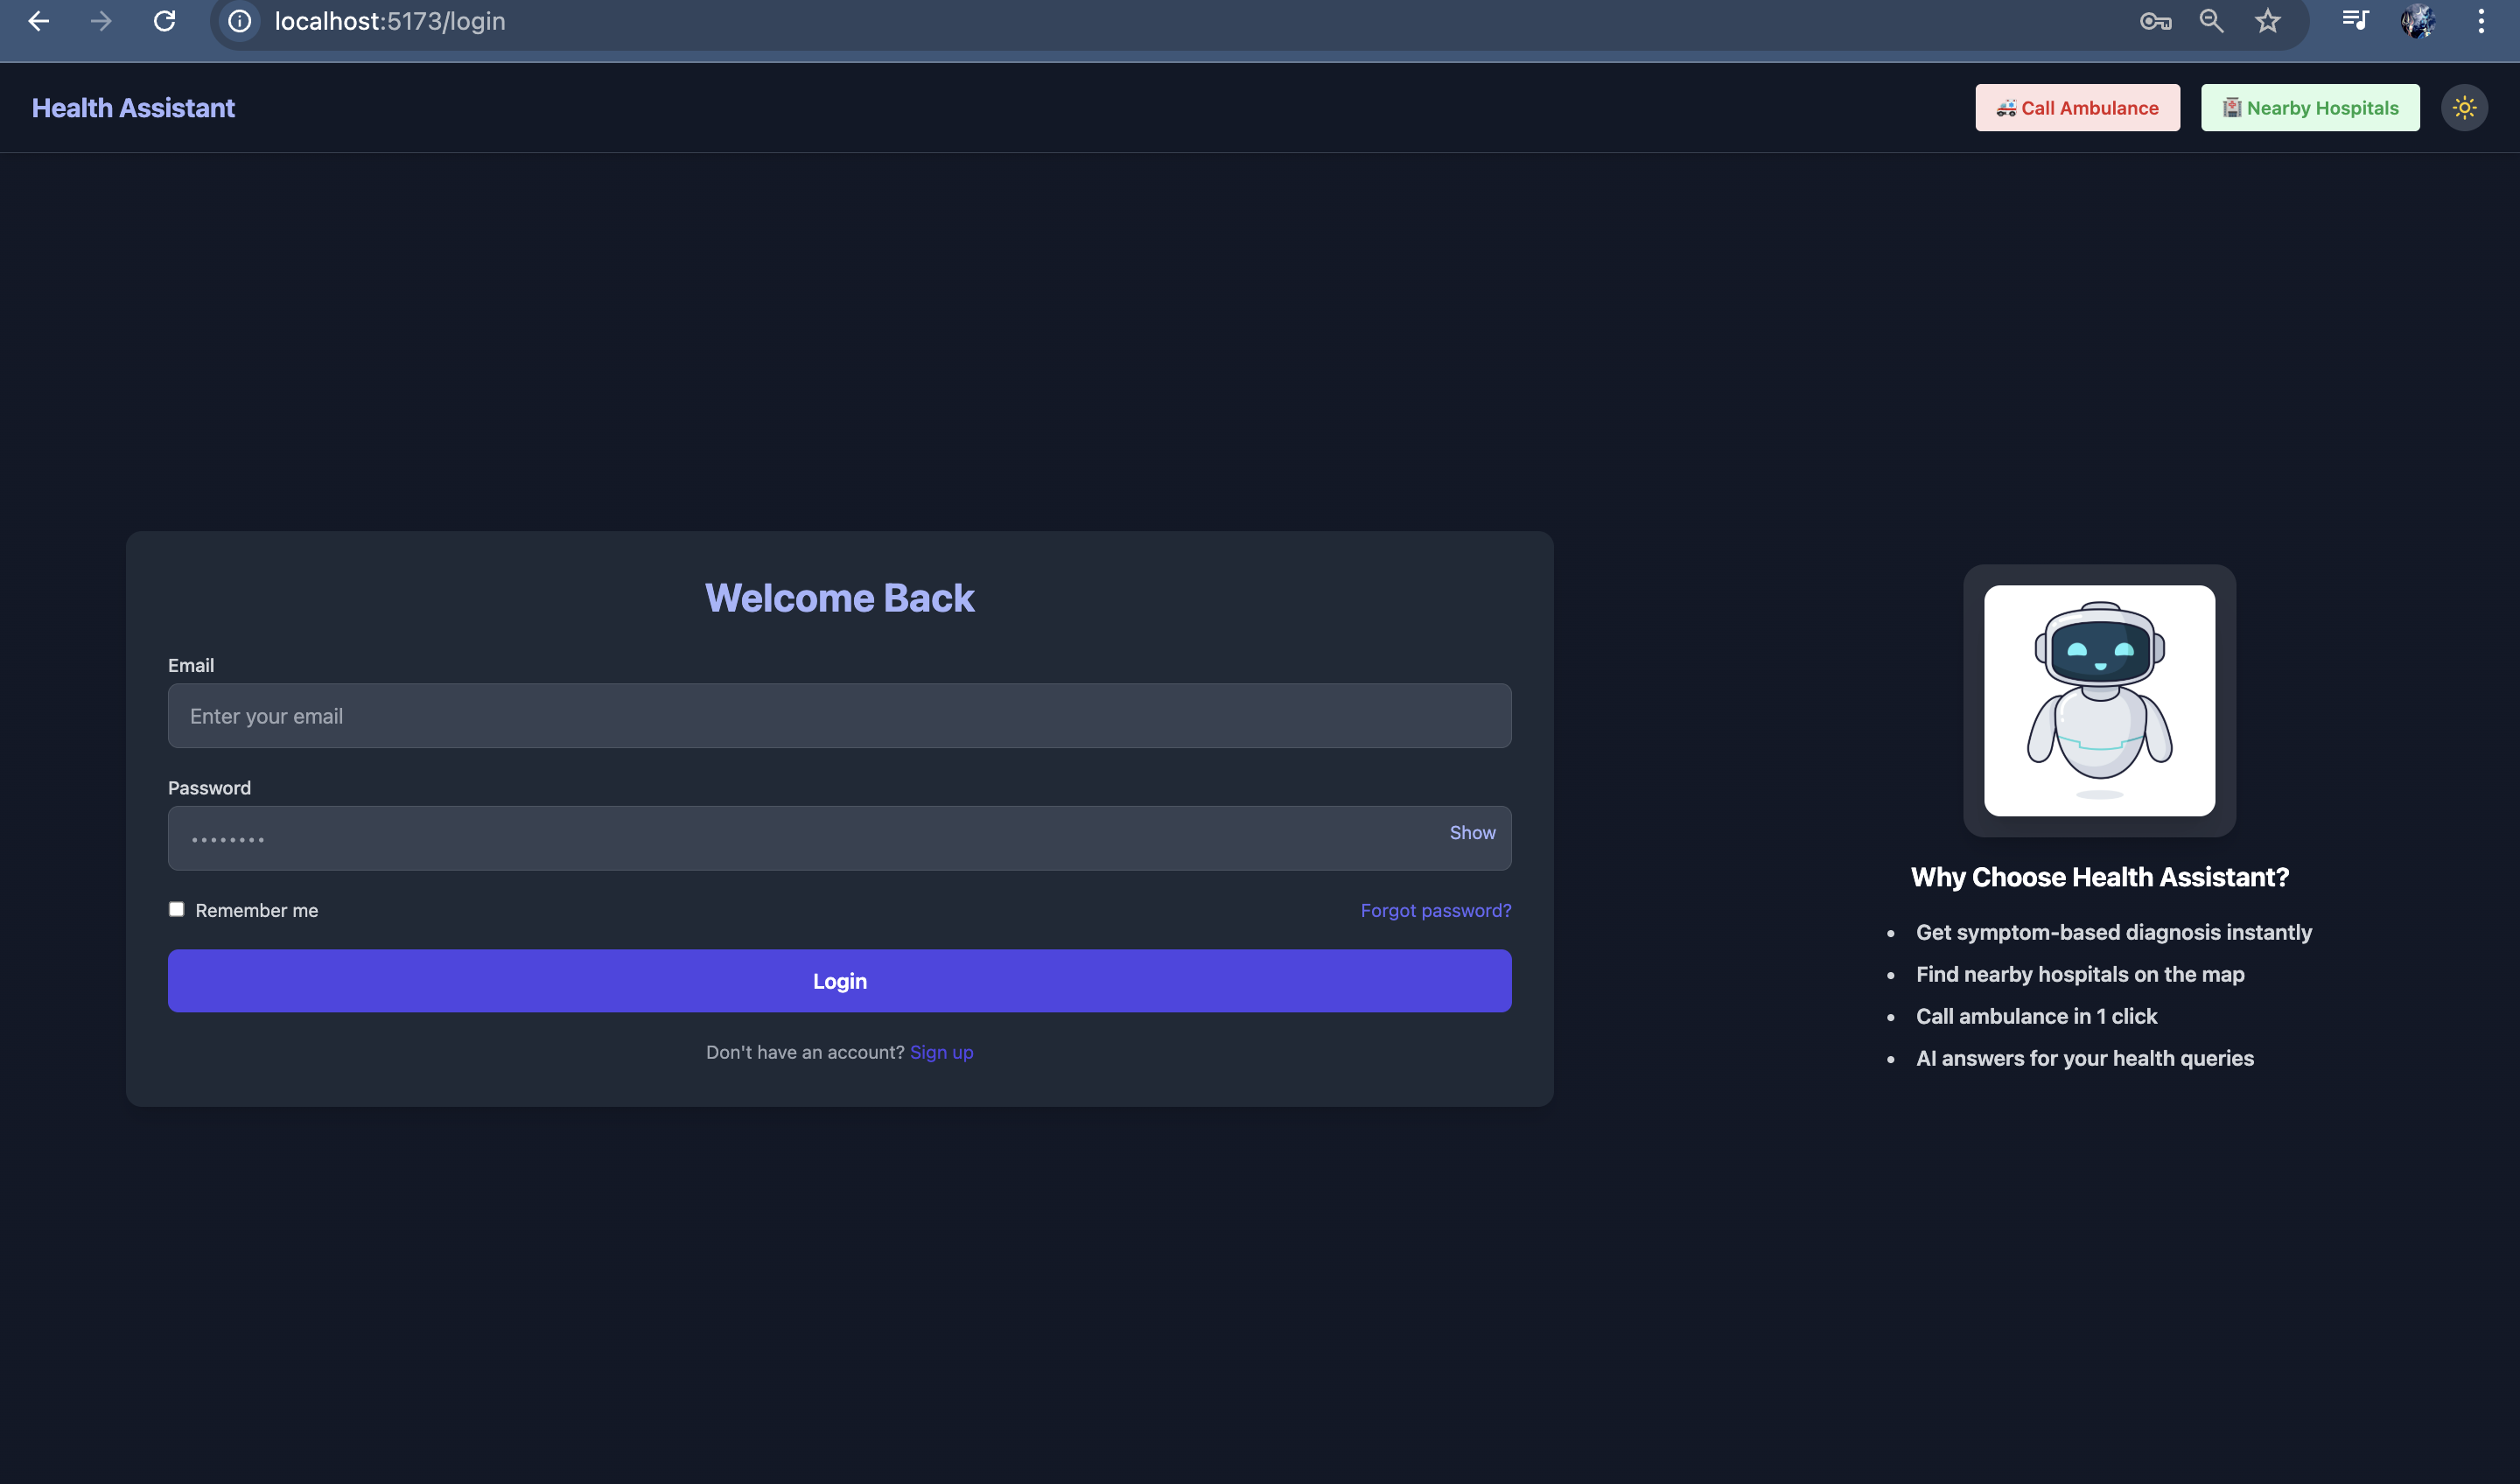 localhost:5173/login
Health Assistant
Call Ambulance
Nearby Hospitals
Welcome Back
Email
Enter your email
Password
••••••••
Show
Remember me
Forgot password?
Login
Don't have an account? Sign up
Why Choose Health Assistant?
• Get symptom-based diagnosis instantly
• Find nearby hospitals on the map
• Call ambulance in 1 click
• AI answers for your health queries